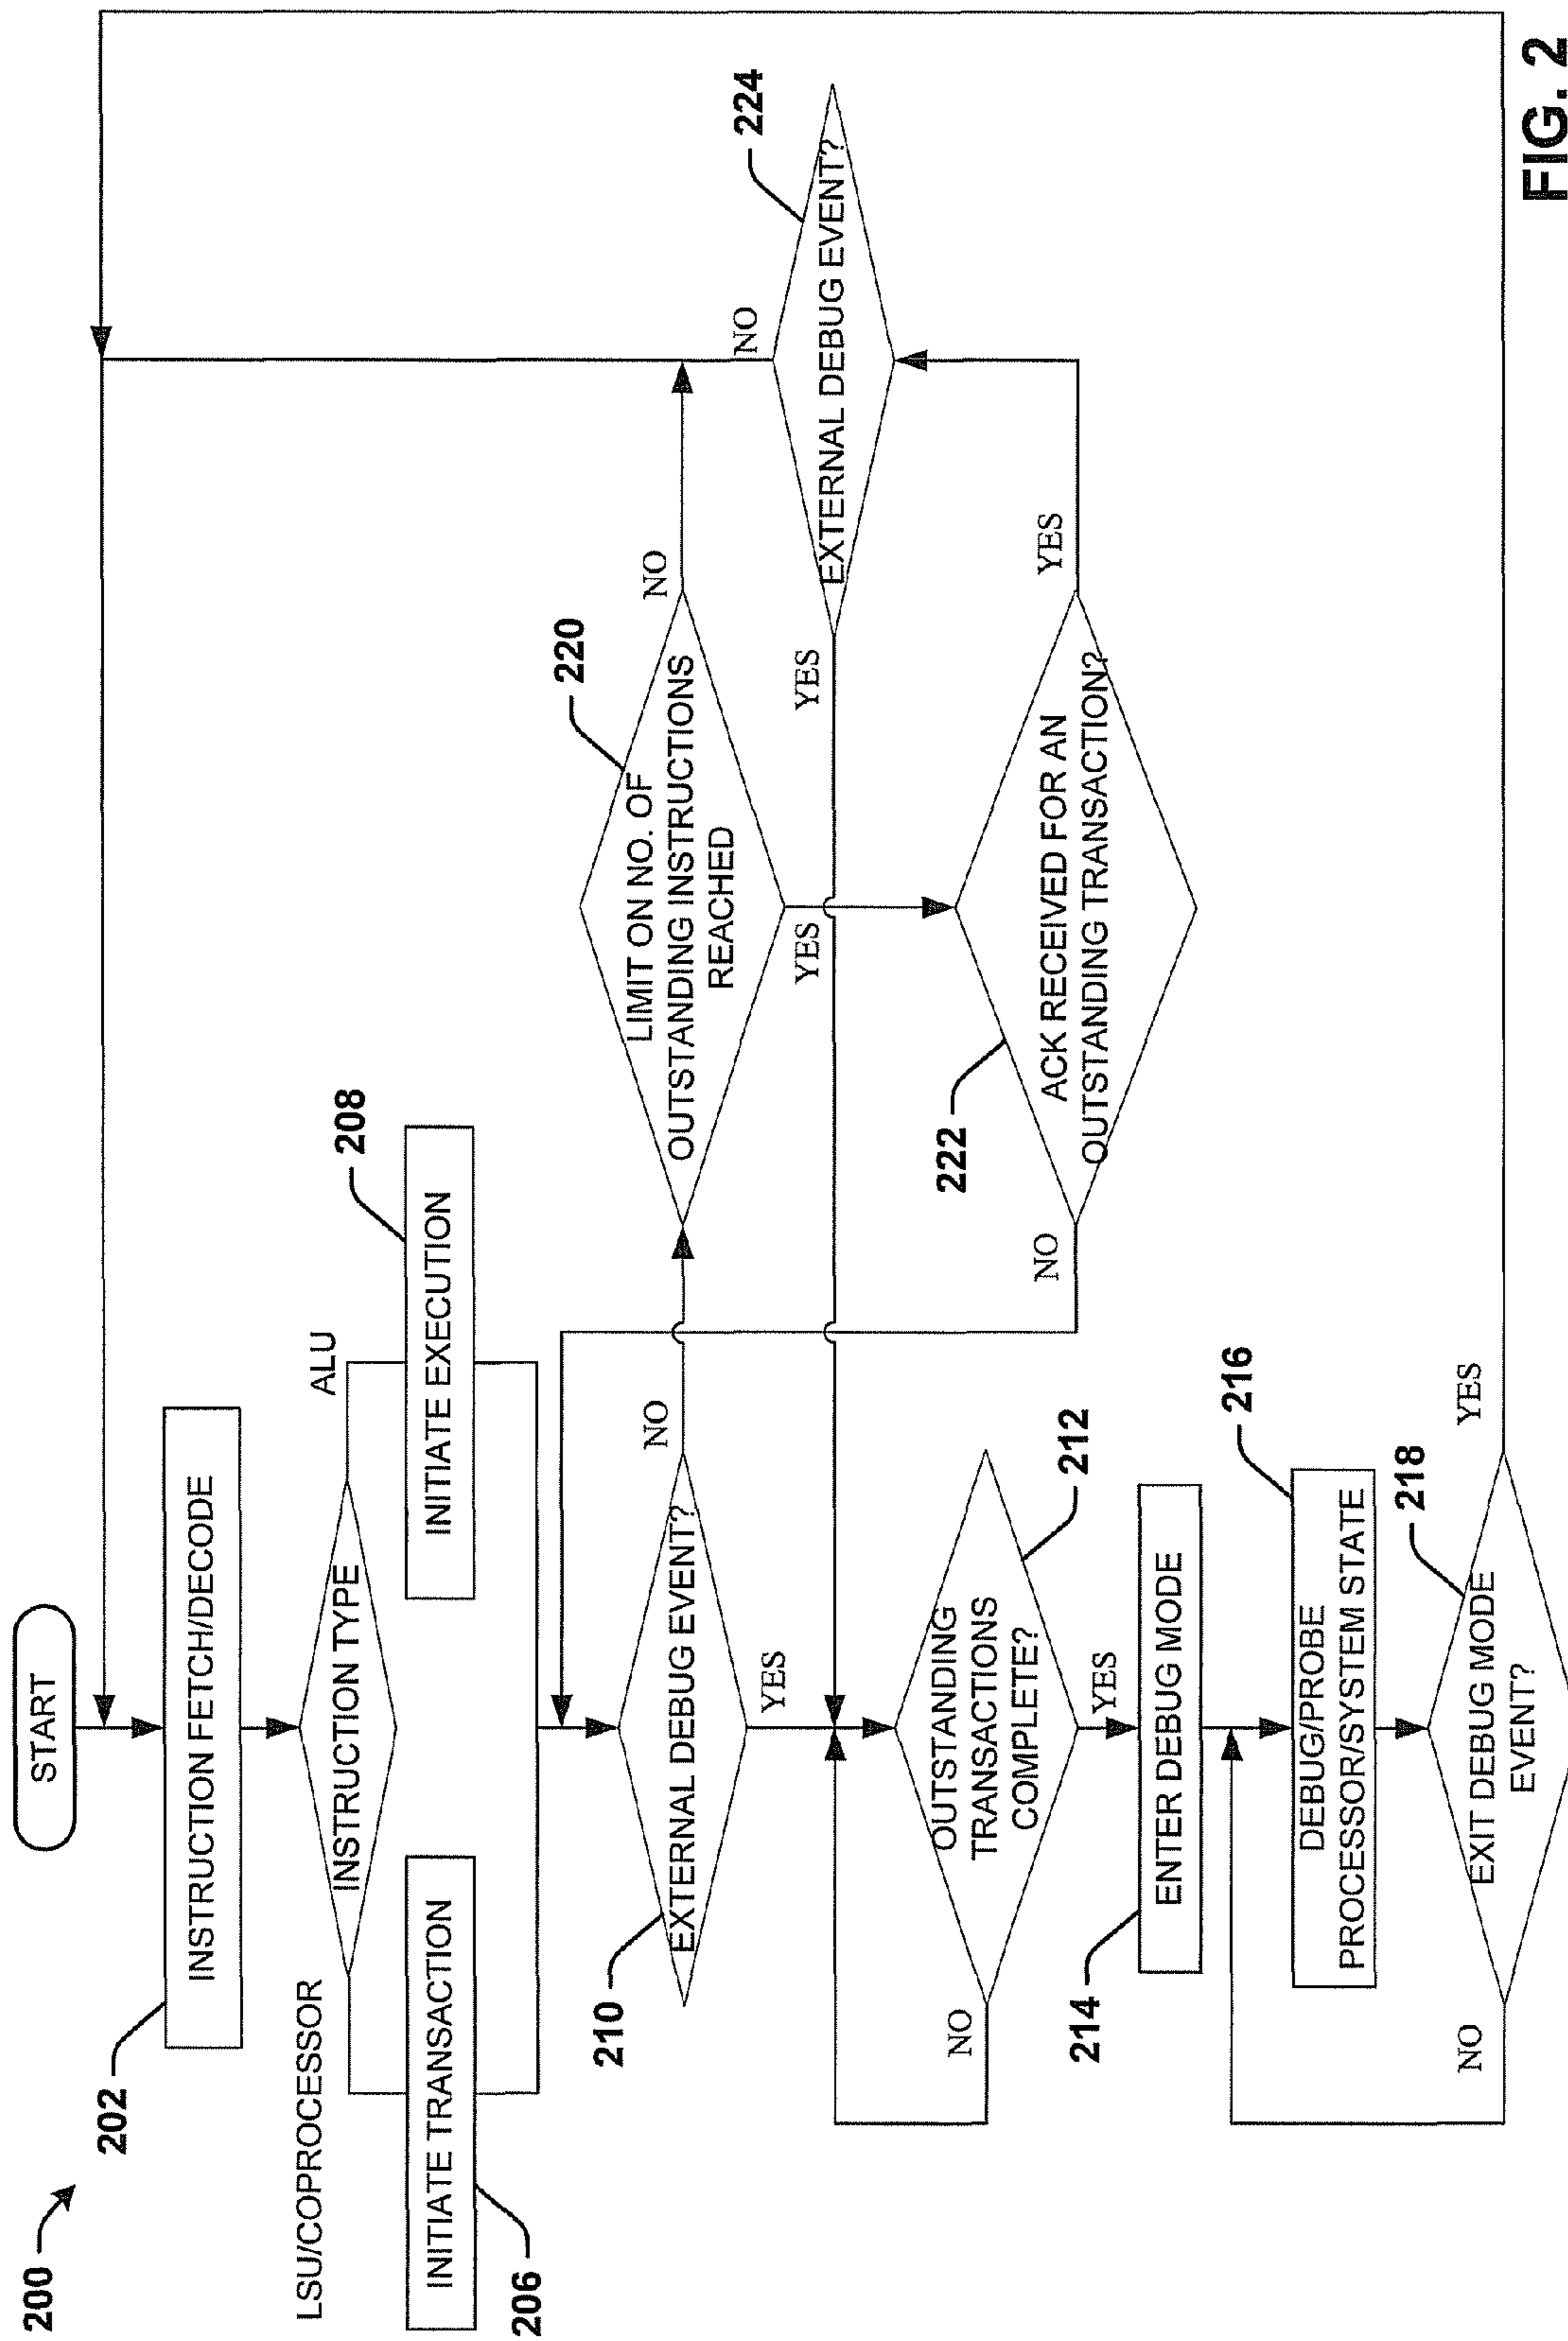 200
START
202
INSTRUCTION FETCH/DECODE
INSTRUCTION TYPE
LSU/COPROCESSOR
ALU
206
INITIATE TRANSACTION
INITIATE EXECUTION
208
210
EXTERNAL DEBUG EVENT?
NO
YES
LIMIT ON NO. OF
OUTSTANDING INSTRUCTIONS
REACHED
220
NO
YES
EXTERNAL DEBUG EVENT?
224
NO
YES
222
ACK RECEIVED FOR AN
OUTSTANDING TRANSACTION?
NO
YES
OUTSTANDING
TRANSACTIONS
COMPLETE?
212
NO
YES
214
ENTER DEBUG MODE
DEBUG/PROBE
PROCESSOR/SYSTEM STATE
216
EXIT DEBUG MODE
EVENT?
218
NO
YES
FIG. 2